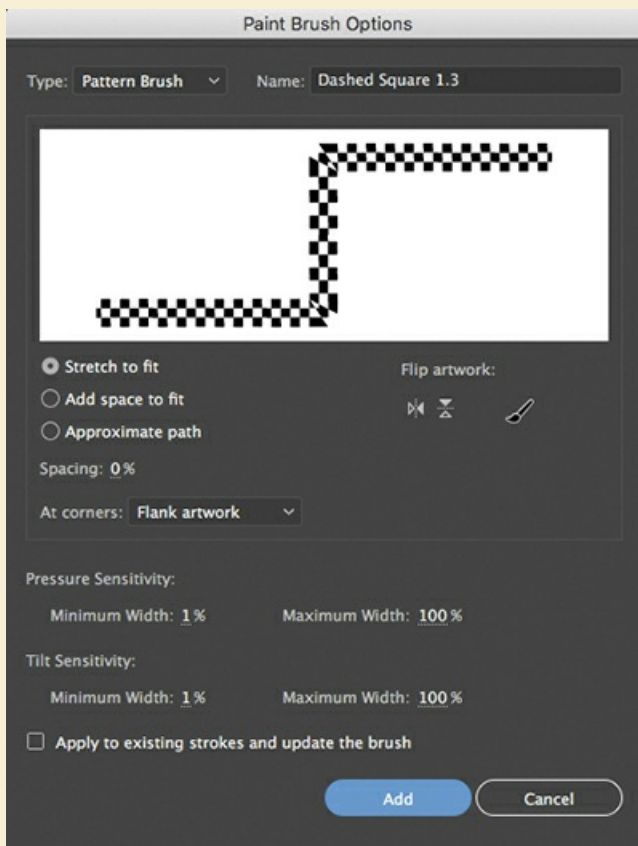 Paint Brush Options
Type: Pattern Brush Name: Dashed Square 1.3
Stretch to fit
Flip artwork:
Add space to fit
Approximate path
Spacing: 0%
At corners: Flank artwork
Pressure Sensitivity:
Minimum Width: 1% Maximum Width: 100%
Tilt Sensitivity:
Minimum Width: 1% Maximum Width: 100%
Apply to existing strokes and update the brush
Add Cancel